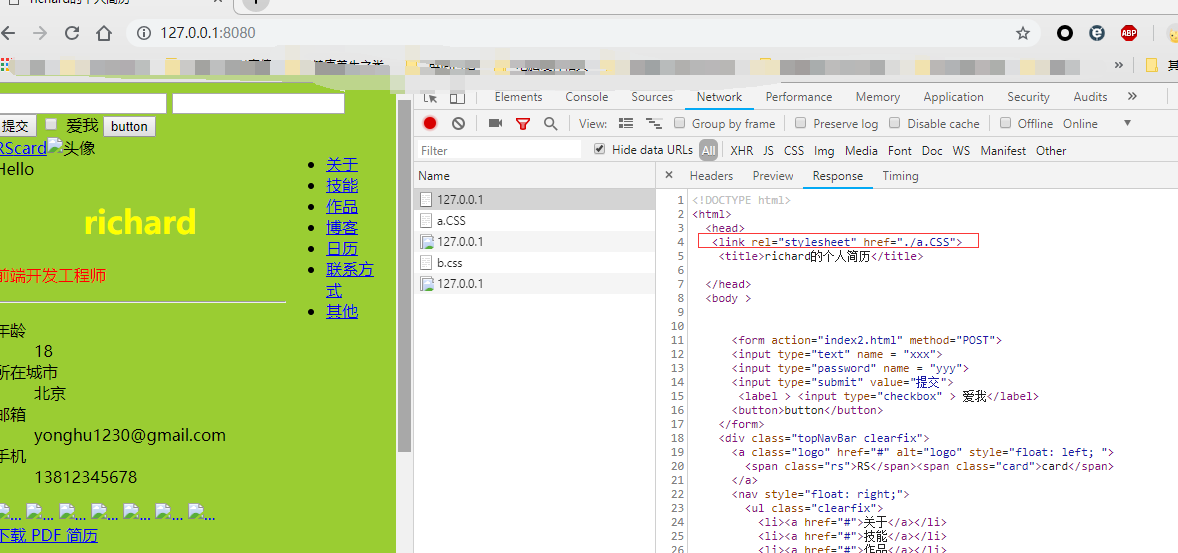 richard的个人简历
127.0.0.1:8080
ABP
»
提交 爱我 button
RScard头像
Hello
关于
技能
作品
博客
日历
联系方
式
其他
richard
前端开发工程师
年龄
18
所在城市
北京
邮箱
yonghu1230@gmail.com
手机
13812345678
... ... ... ... ... ... ...
下载 PDF 简历
Elements Console Sources Network Performance Memory Application Security Audits »
View: Group by frame Preserve log Disable cache Offline Online
Filter Hide data URLs All XHR JS CSS Img Media Font Doc WS Manifest Other
Name
127.0.0.1
a.CSS
127.0.0.1
b.css
127.0.0.1
× Headers Preview Response Timing
1 <!DOCTYPE html>
2 <html>
3 <head>
4 <link rel="stylesheet" href="./a.CSS">
5 <title>richard的个人简历</title>
6
7 </head>
8 <body >
9
10
11 <form action="index2.html" method="POST">
12 <input type="text" name = "xxx">
13 <input type="password" name = "yyy">
14 <input type="submit" value="提交">
15 <label > <input type="checkbox" > 爱我</label>
16 <button>button</button>
17 </form>
18 <div class="topNavBar clearfix">
19 <a class="logo" href="#" alt="logo" style="float: left; ">
20 <span class="rs">RS</span><span class="card">card</span>
21 </a>
22 <nav style="float: right;">
23 <ul class="clearfix">
24 <li><a href="#">关于</a></li>
25 <li><a href="#">技能</a></li>
26 <li><a href="#">作品</a></li>